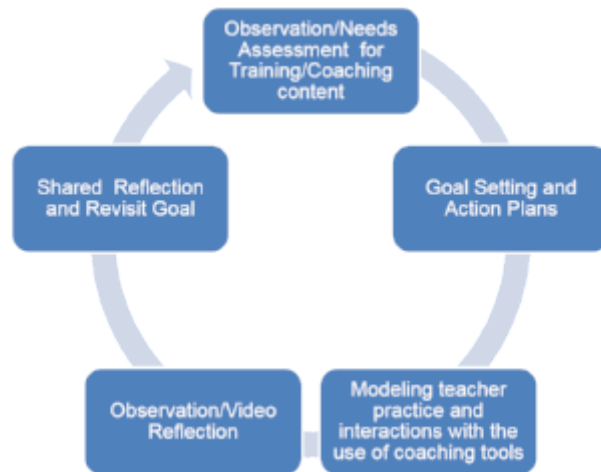 Observation/Needs
Assessment for
Training/Coaching
content
Goal Setting and
Action Plans
Modeling teacher
practice and
interactions with the
use of coaching tools
Observation/Video
Reflection
Shared Reflection
and Revisit Goal